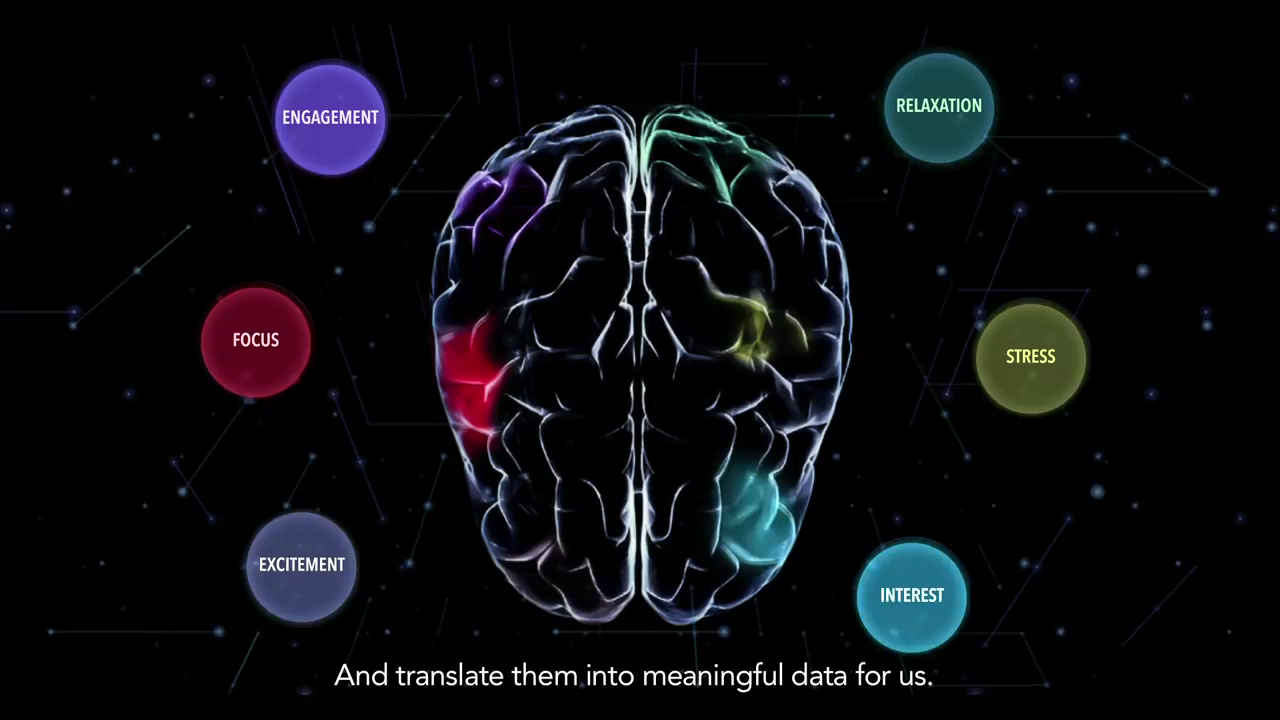 ENGAGEMENT
RELAXATION
FOCUS
STRESS
EXCITEMENT
INTEREST
And translate them into meaningful data for us.